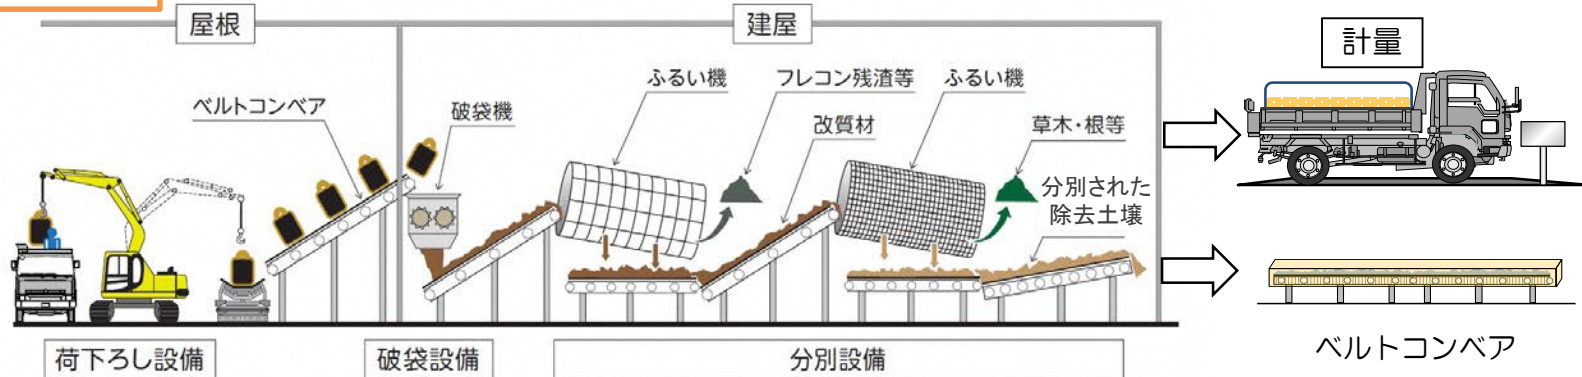 屋根
建屋
計量
ふるい機
フレコン残渣等
ふるい機
ベルトコンベア
破袋機
改質材
草木・根等
分別された
除去土壌
荷下ろし設備
破袋設備
分別設備
ベルトコンベア